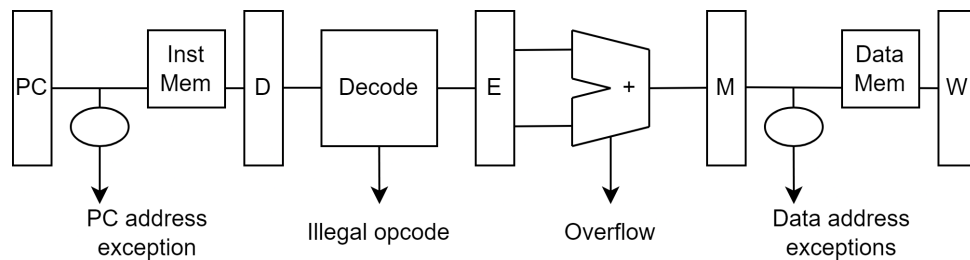 PC
Inst
Mem
D
Decode
E
+
M
Data
Mem
W
PC address
exception
Illegal opcode
Overflow
Data address
exceptions